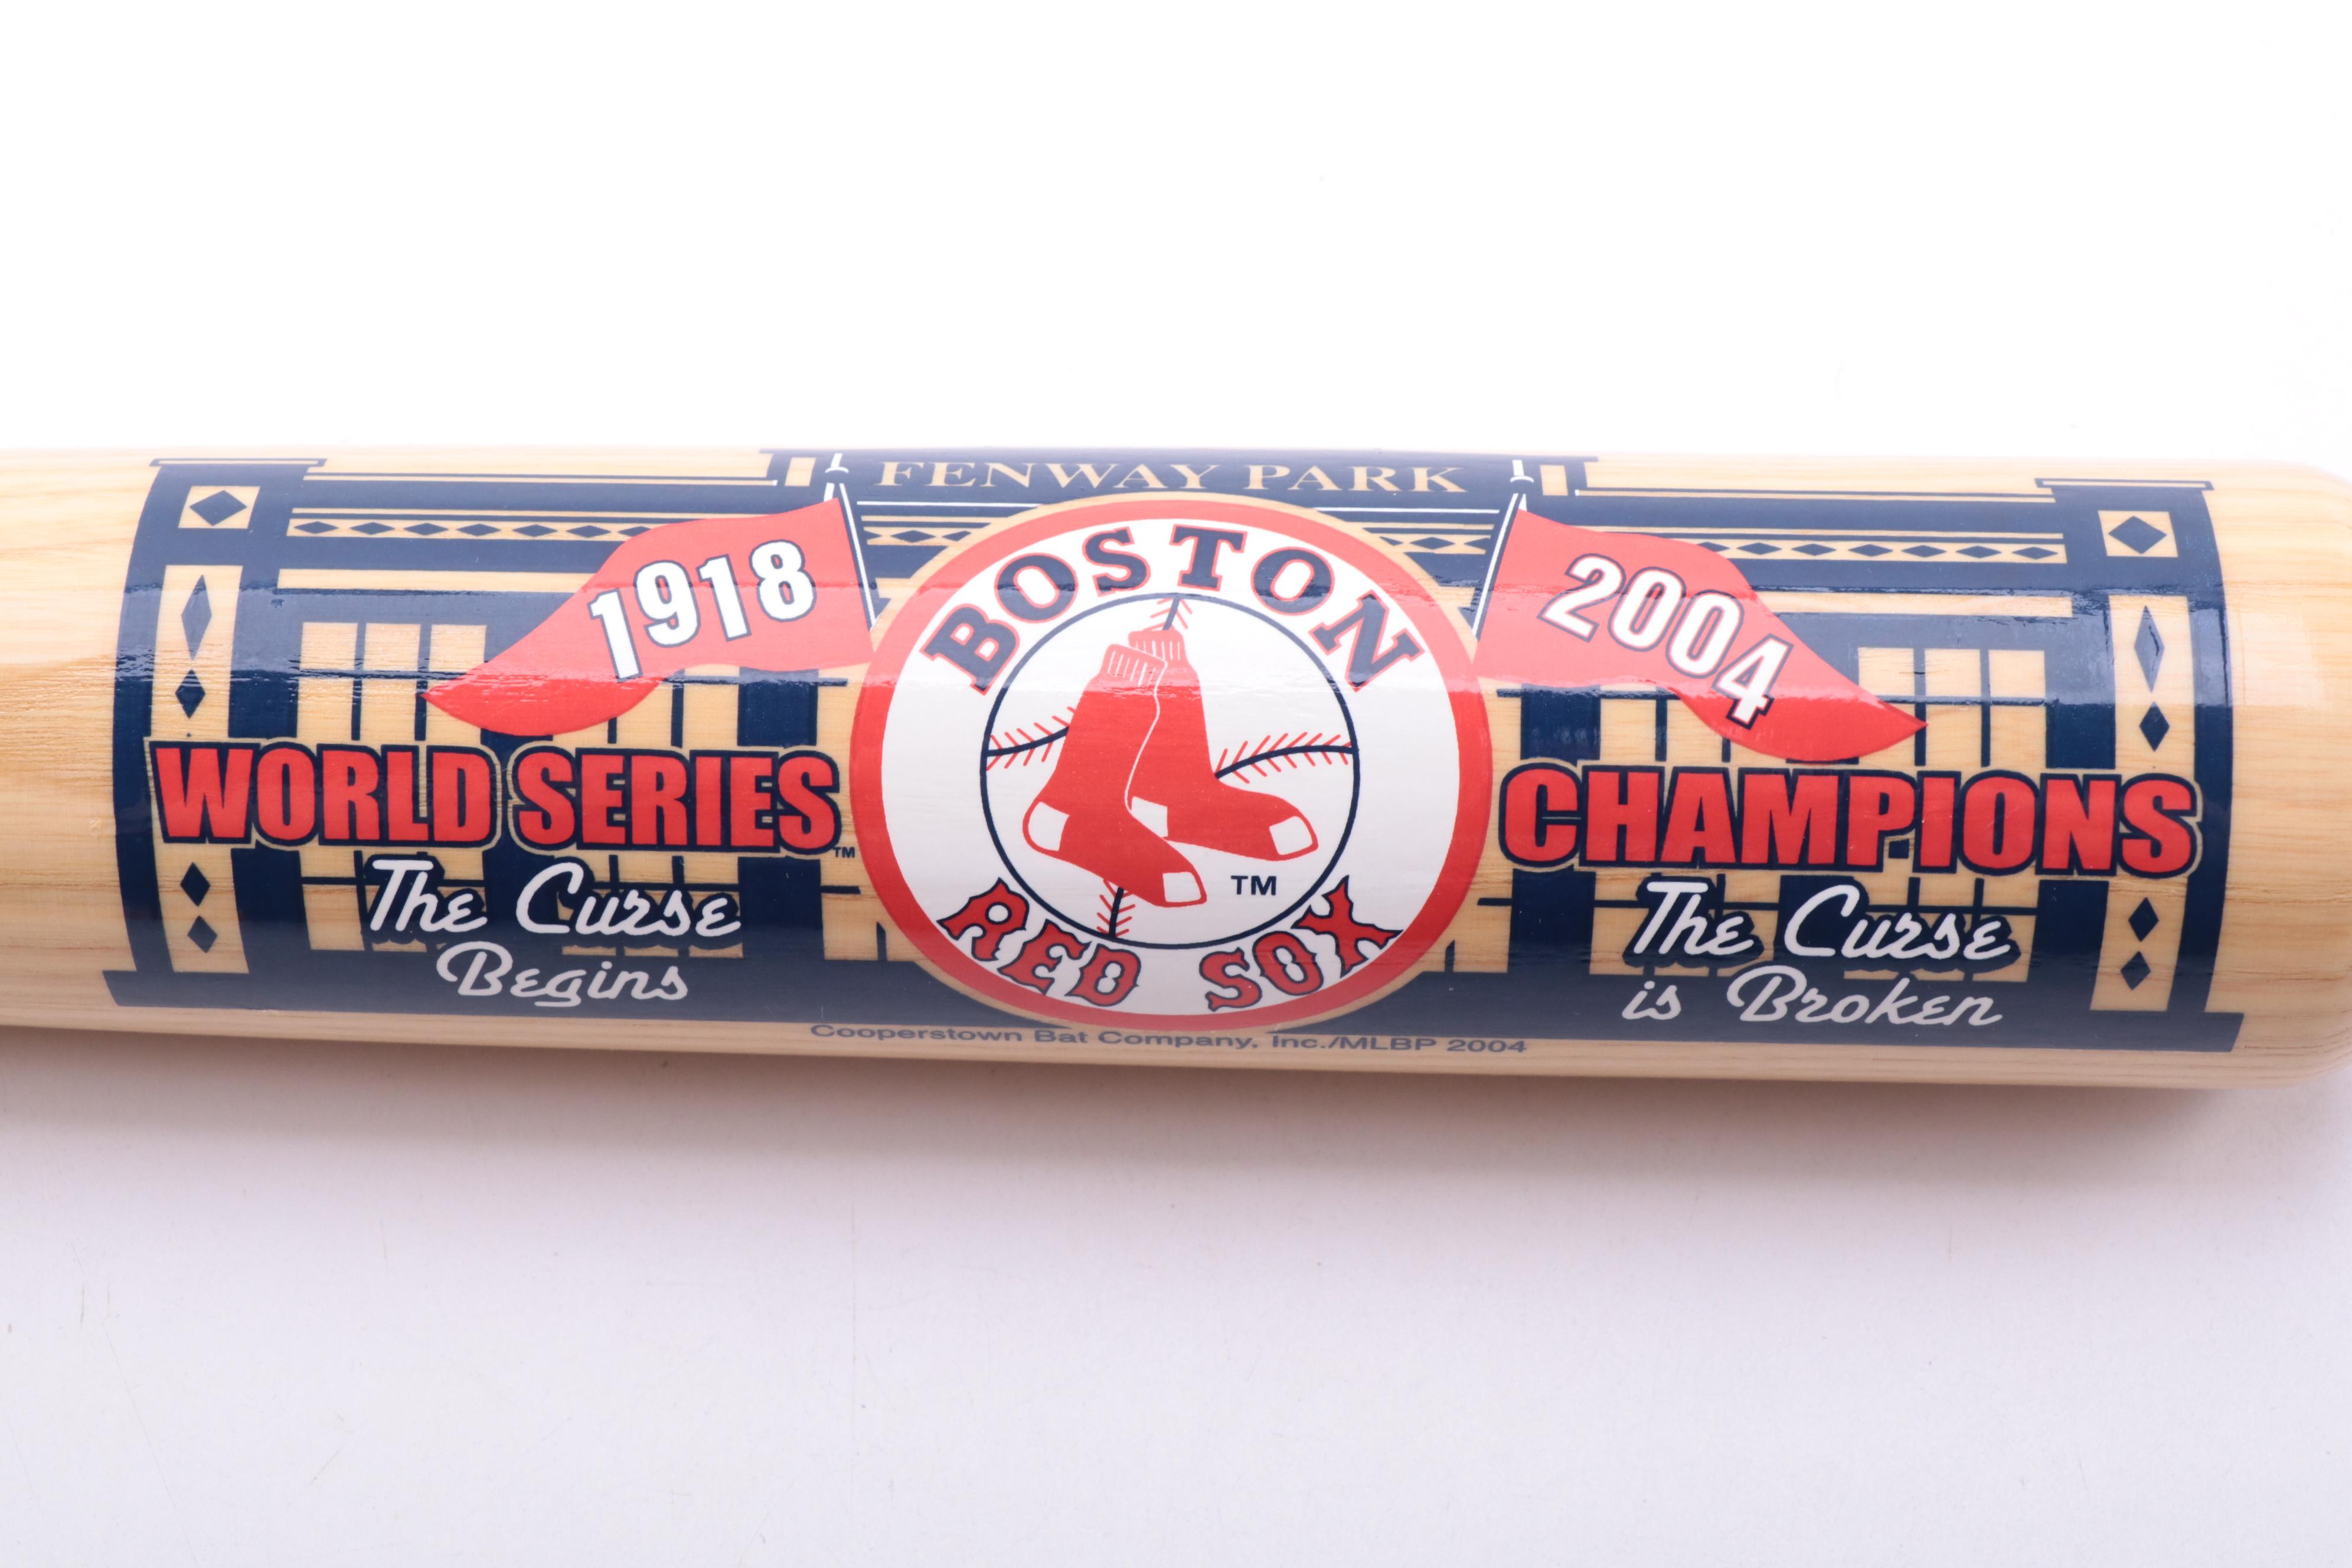 FENWAY PARK
1918
2004
BOSTON
RED SOX
TM
WORLD SERIES™
CHAMPIONS
The Curse
Begins
The Curse
is Broken
Cooperstown Bat Company, Inc./MLBP 2004